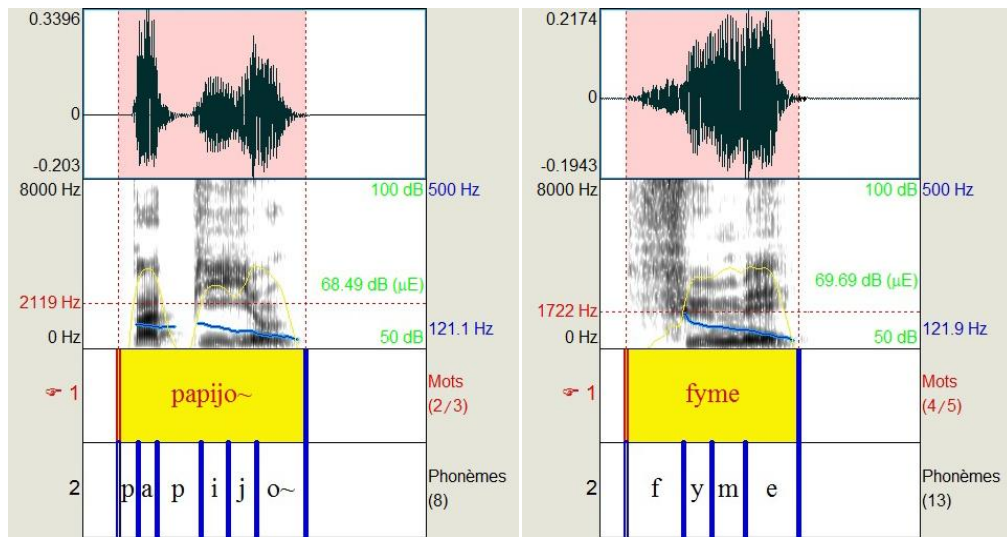 0.3396
0
-0.203
8000 Hz
100 dB
500 Hz
68.49 dB (µE)
2119 Hz
121.1 Hz
0 Hz
50 dB
☞ 1
papijo~
Mots
(2/3)
2
p a p i j o~
Phonèmes
(8)
0.2174
0
-0.1943
8000 Hz
100 dB
500 Hz
69.69 dB (µE)
1722 Hz
121.9 Hz
0 Hz
50 dB
☞ 1
fyme
Mots
(4/5)
2
f y m e
Phonèmes
(13)